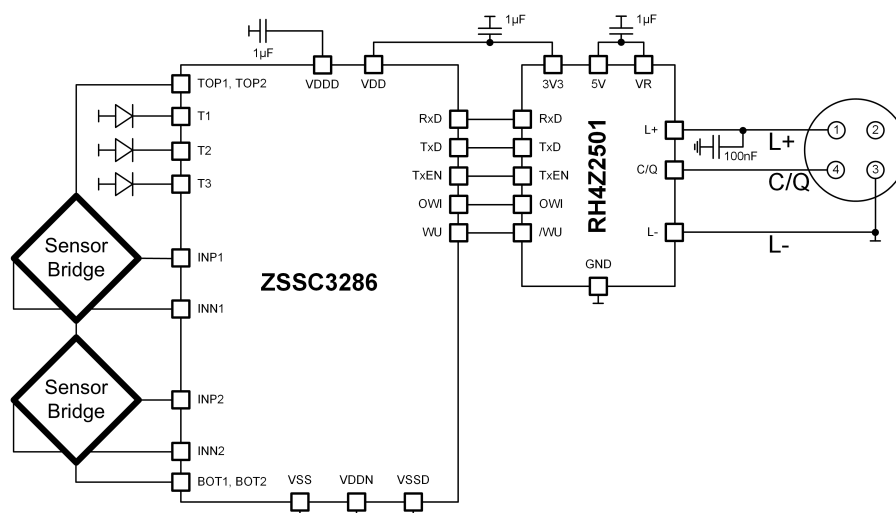 1µF
1µF
1µF
VDDD
VDD
3V3
5V
VR
TOP1, TOP2
T1
T2
T3
INP1
INN1
INP2
INN2
BOT1, BOT2
Sensor
Bridge
Sensor
Bridge
ZSSC3286
RxD
TxD
TxEN
OWI
WU
VSS
VDDN
VSSD
RxD
TxD
TxEN
OWI
/WU
RH4Z2501
GND
L+
C/Q
L-
100nF
L+
C/Q
L-
1
2
4
3